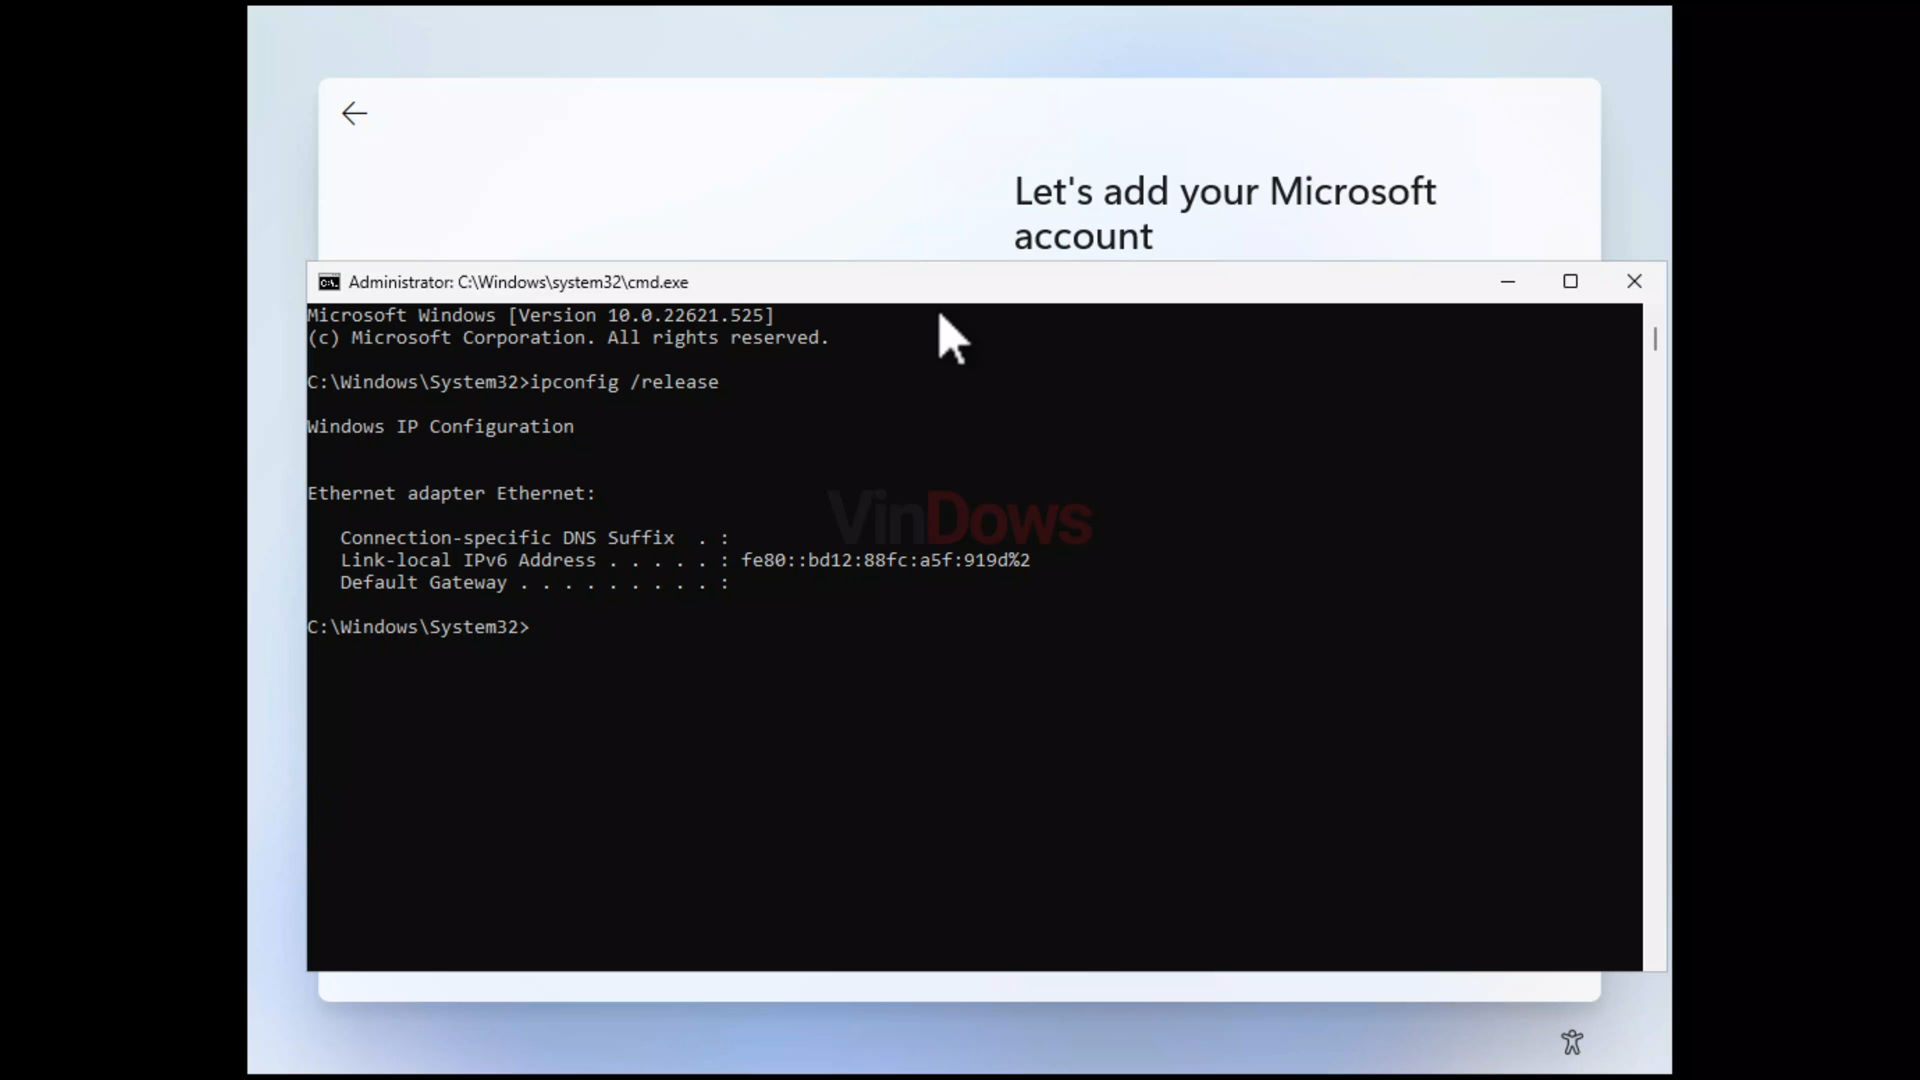 Let's add your Microsoft
account
Administrator: C:\Windows\system32\cmd.exe
Microsoft Windows [Version 10.0.22621.525]
(c) Microsoft Corporation. All rights reserved.
C:\Windows\System32>ipconfig /release
Windows IP Configuration
Ethernet adapter Ethernet:
VinDows
Connection-specific DNS Suffix  . :
Link-local IPv6 Address . . . . . : fe80::bd12:88fc:a5f:919d%2
Default Gateway . . . . . . . . . :
C:\Windows\System32>